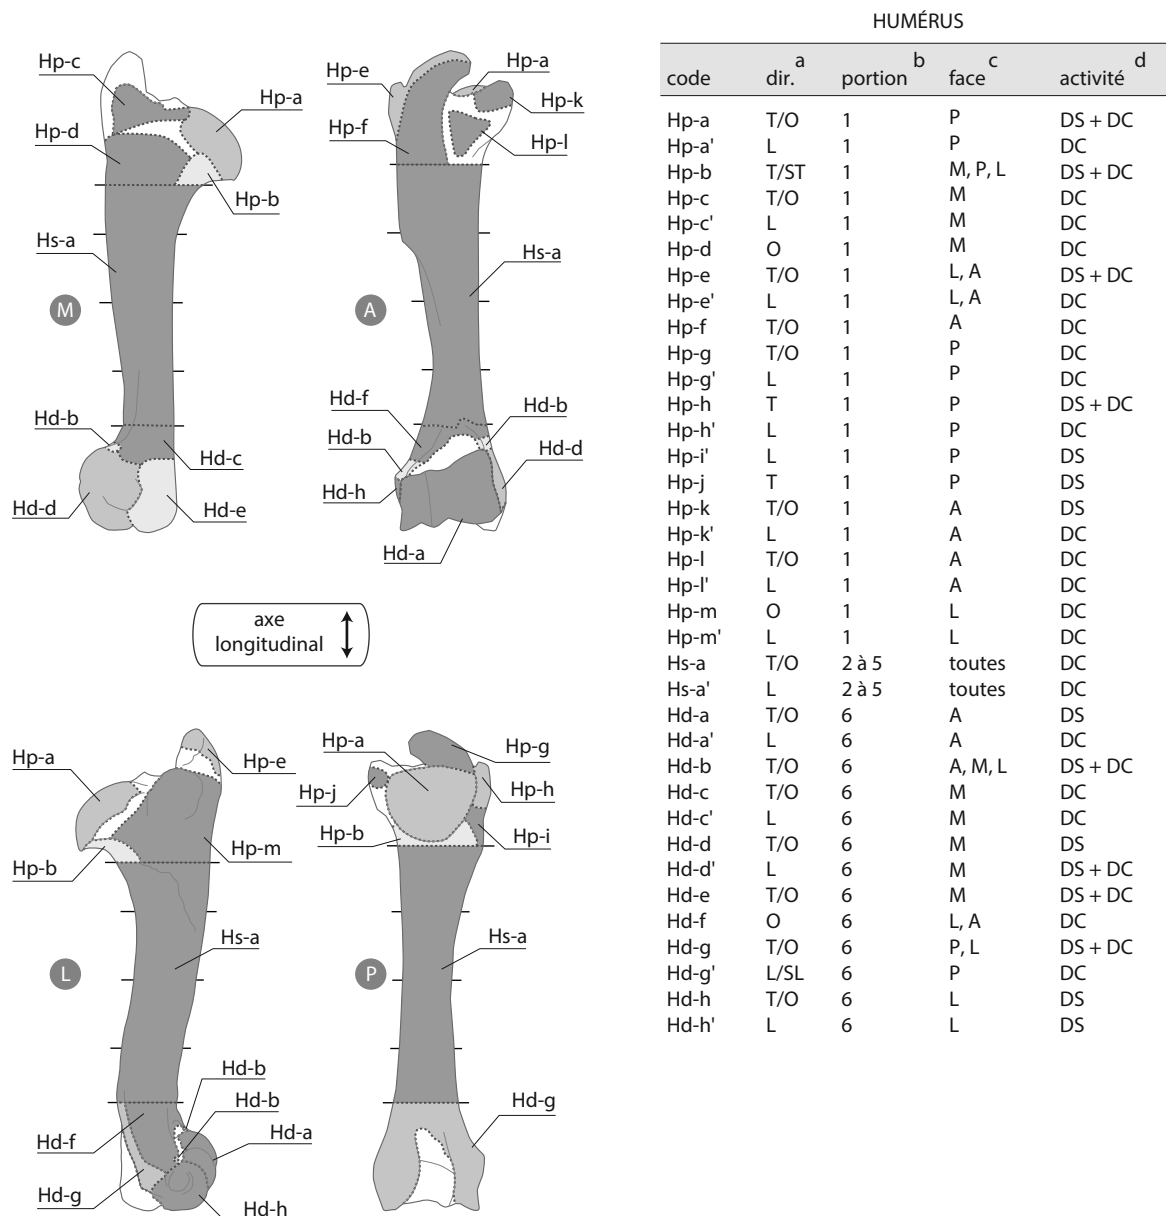 Hp-c
Hp-a
Hp-d
Hp-b
Hs-a
M
Hd-b
Hd-c
Hd-d
Hd-e
Hp-e
Hp-a
Hp-k
Hp-f
Hp-l
Hs-a
A
Hd-f
Hd-b
Hd-b
Hd-d
Hd-h
Hd-a
axe
longitudinal
Hp-a
Hp-e
Hp-m
Hp-b
Hs-a
L
Hd-b
Hd-b
Hd-a
Hd-f
Hd-g
Hd-h
Hp-a
Hp-g
Hp-j
Hp-h
Hp-b
Hp-i
Hs-a
P
Hd-g
HUMÉRUS
code dir. a portion b face c activité d
Hp-a T/O 1 P DS + DC
Hp-a' L 1 P DC
Hp-b T/ST 1 M, P, L DS + DC
Hp-c T/O 1 M DC
Hp-c' L 1 M DC
Hp-d O 1 M DC
Hp-e T/O 1 L, A DS + DC
Hp-e' L 1 L, A DC
Hp-f T/O 1 A DC
Hp-g T/O 1 P DC
Hp-g' L 1 P DC
Hp-h T 1 P DS + DC
Hp-h' L 1 P DC
Hp-i' L 1 P DS
Hp-j T 1 P DS
Hp-k T/O 1 A DS
Hp-k' L 1 A DC
Hp-l T/O 1 A DC
Hp-l' L 1 A DC
Hp-m O 1 L DC
Hp-m' L 1 L DC
Hs-a T/O 2 à 5 toutes DC
Hs-a' L 2 à 5 toutes DC
Hd-a T/O 6 A DS
Hd-a' L 6 A DC
Hd-b T/O 6 A, M, L DS + DC
Hd-c T/O 6 M DC
Hd-c' L 6 M DC
Hd-d T/O 6 M DS
Hd-d' L 6 M DS + DC
Hd-e T/O 6 M DS + DC
Hd-f O 6 L, A DC
Hd-g T/O 6 P, L DS + DC
Hd-g' L/SL 6 P DC
Hd-h T/O 6 L DS
Hd-h' L 6 L DS